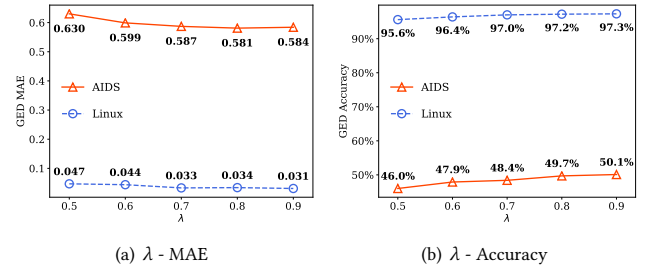 0.6
0.5
0.4
0.3
0.2
0.1
GED MAE
0.630
0.599
0.587
0.581
0.584
AIDS
Linux
0.047
0.044
0.033
0.034
0.031
0.5 0.6 0.7 0.8 0.9
λ
(a) λ - MAE
90%
80%
70%
60%
50%
GED Accuracy
95.6%
96.4%
97.0%
97.2%
97.3%
AIDS
Linux
46.0%
47.9%
48.4%
49.7%
50.1%
0.5 0.6 0.7 0.8 0.9
λ
(b) λ - Accuracy